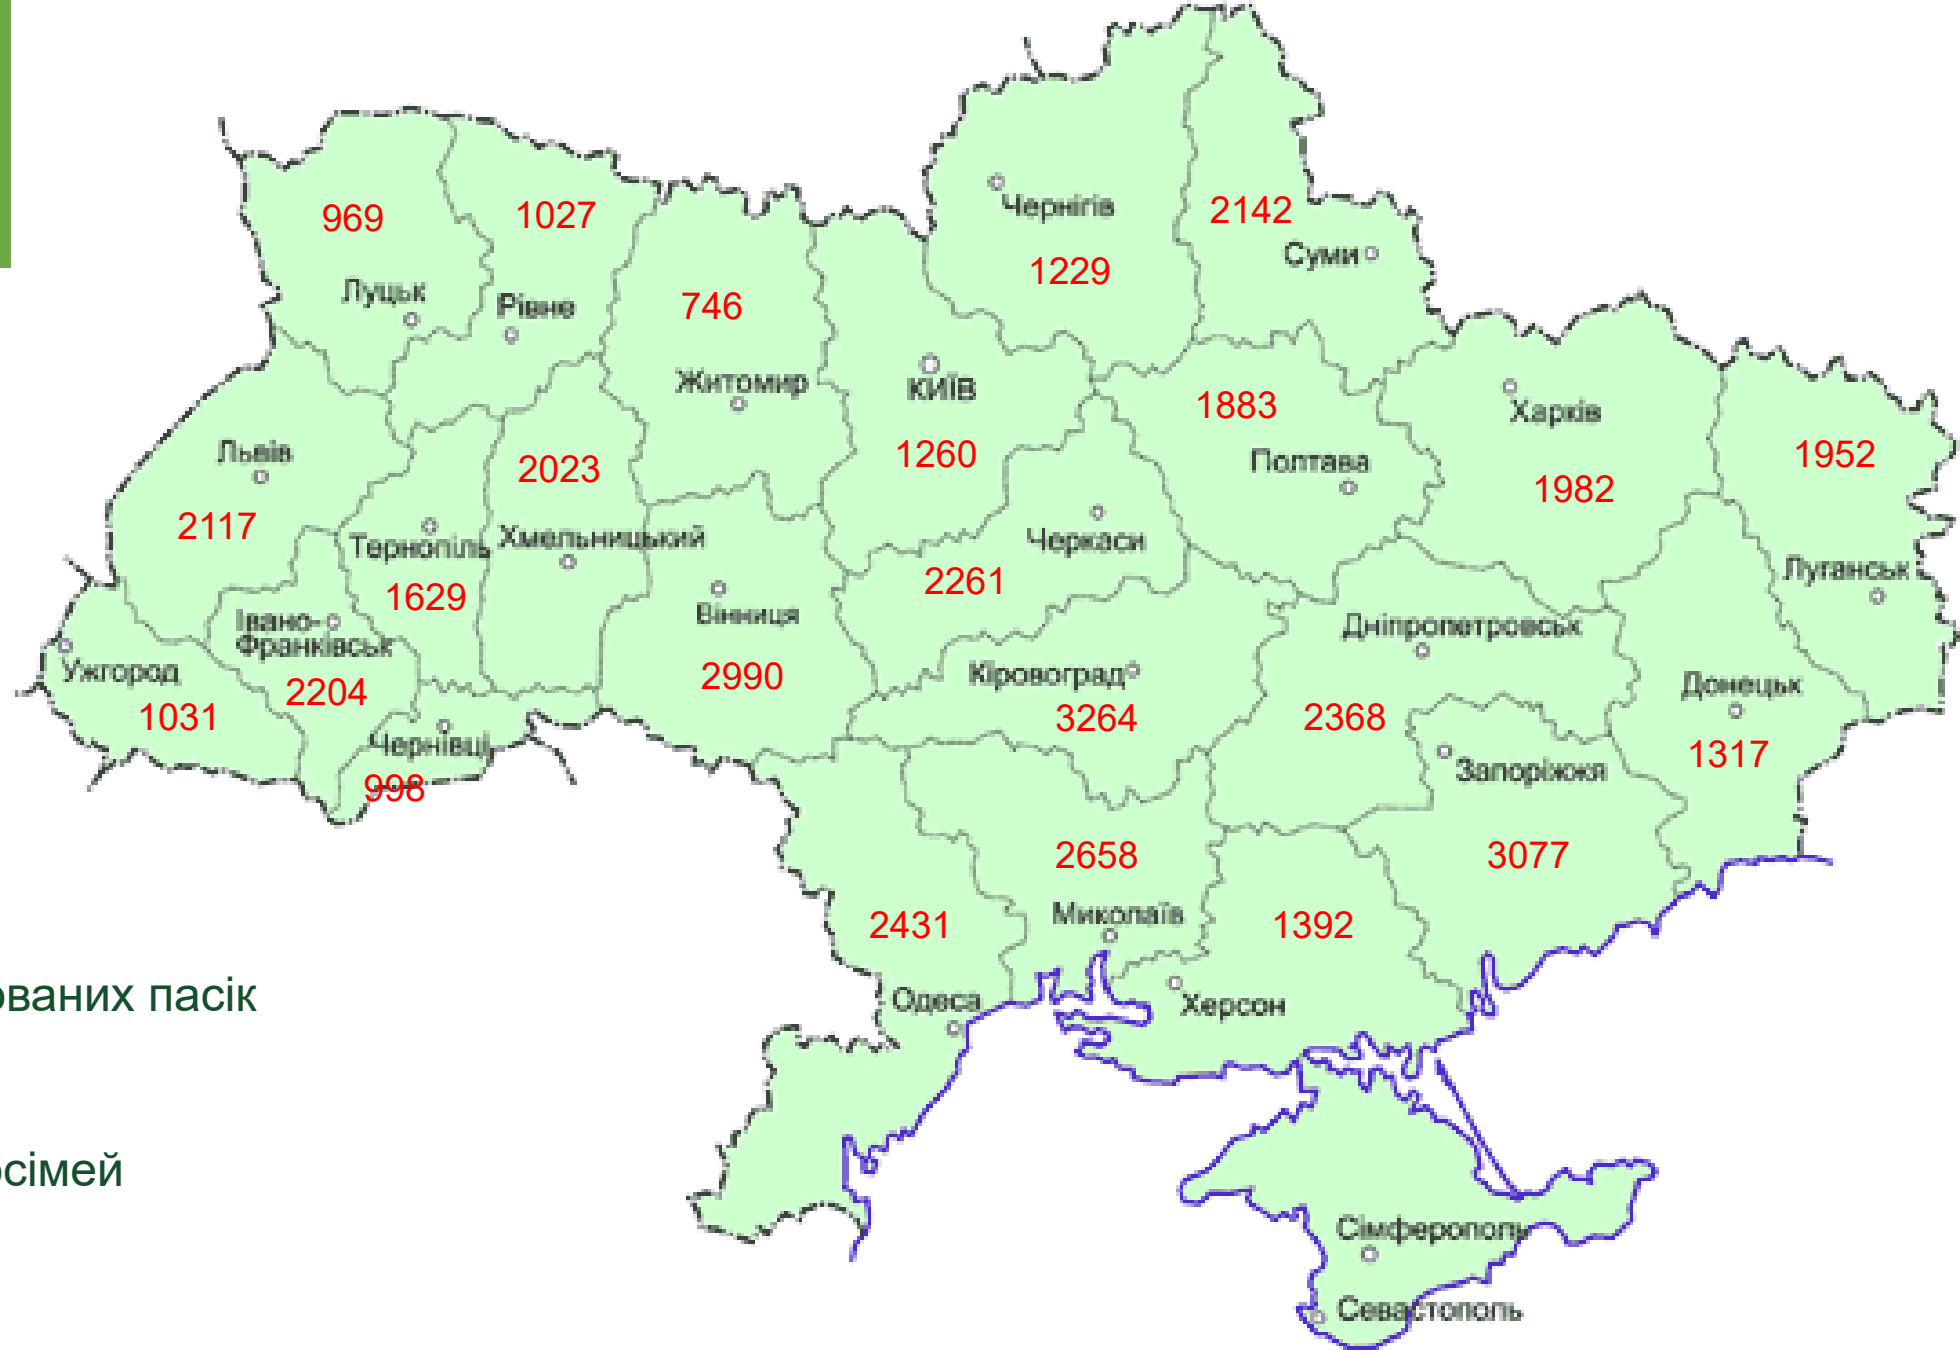 Чернігів
969
1027
2142
Суми
1229
Луцьк
Рівне
746
Житомир
КИЇВ
1883
Харків
Львів
2023
1260
Полтава
1952
1982
2117
Тернопіль
Хмельницький
Черкаси
Луганськ
1629
2261
Івано-
Франківськ
Вінниця
Дніпропетровськ
Ужгород
2204
2990
Кіровоград
Донецьк
1031
3264
2368
Чернівці
Запоріжжя
1317
998
2658
3077
2431
Миколаїв
1392
ованих пасік
Одеса
Херсон
осімей
Сімферополь
Севастополь